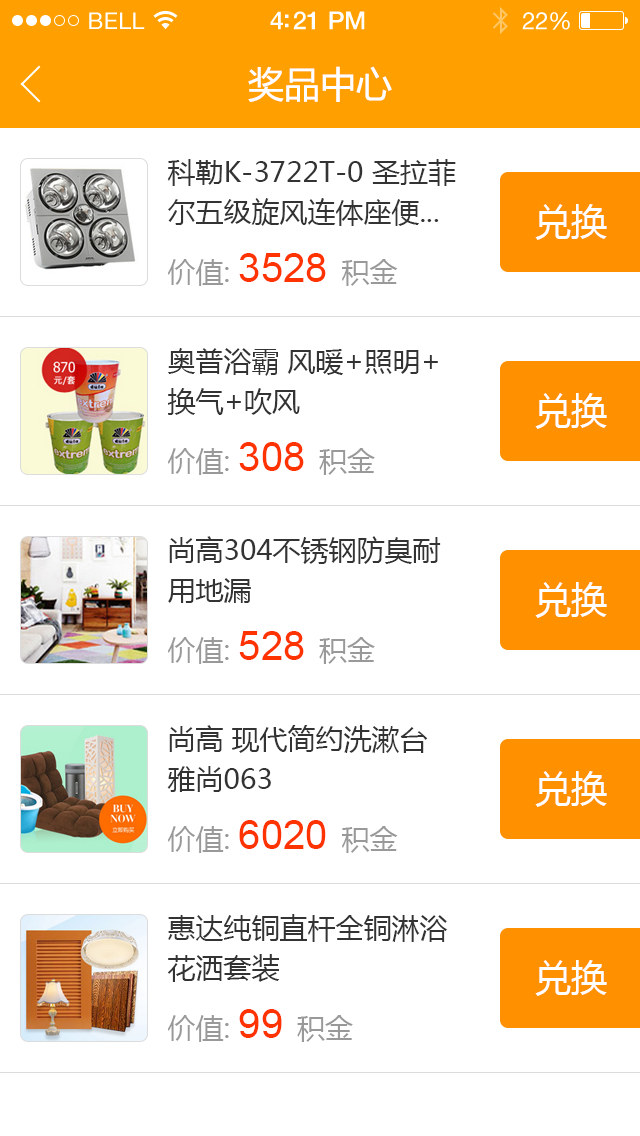 BELL 4:21 PM 22%
奖品中心
科勒K-3722T-0 圣拉菲
尔五级旋风连体座便...
价值: 3528 积金
兑换
870
元/套
extrem
extrem
extrem
奥普浴霸 风暖+照明+
换气+吹风
价值: 308 积金
兑换
尚高304不锈钢防臭耐
用地漏
价值: 528 积金
兑换
BUY
NOW
立即购买
尚高 现代简约洗漱台
雅尚063
价值: 6020 积金
兑换
惠达纯铜直杆全铜淋浴
花洒套装
价值: 99 积金
兑换